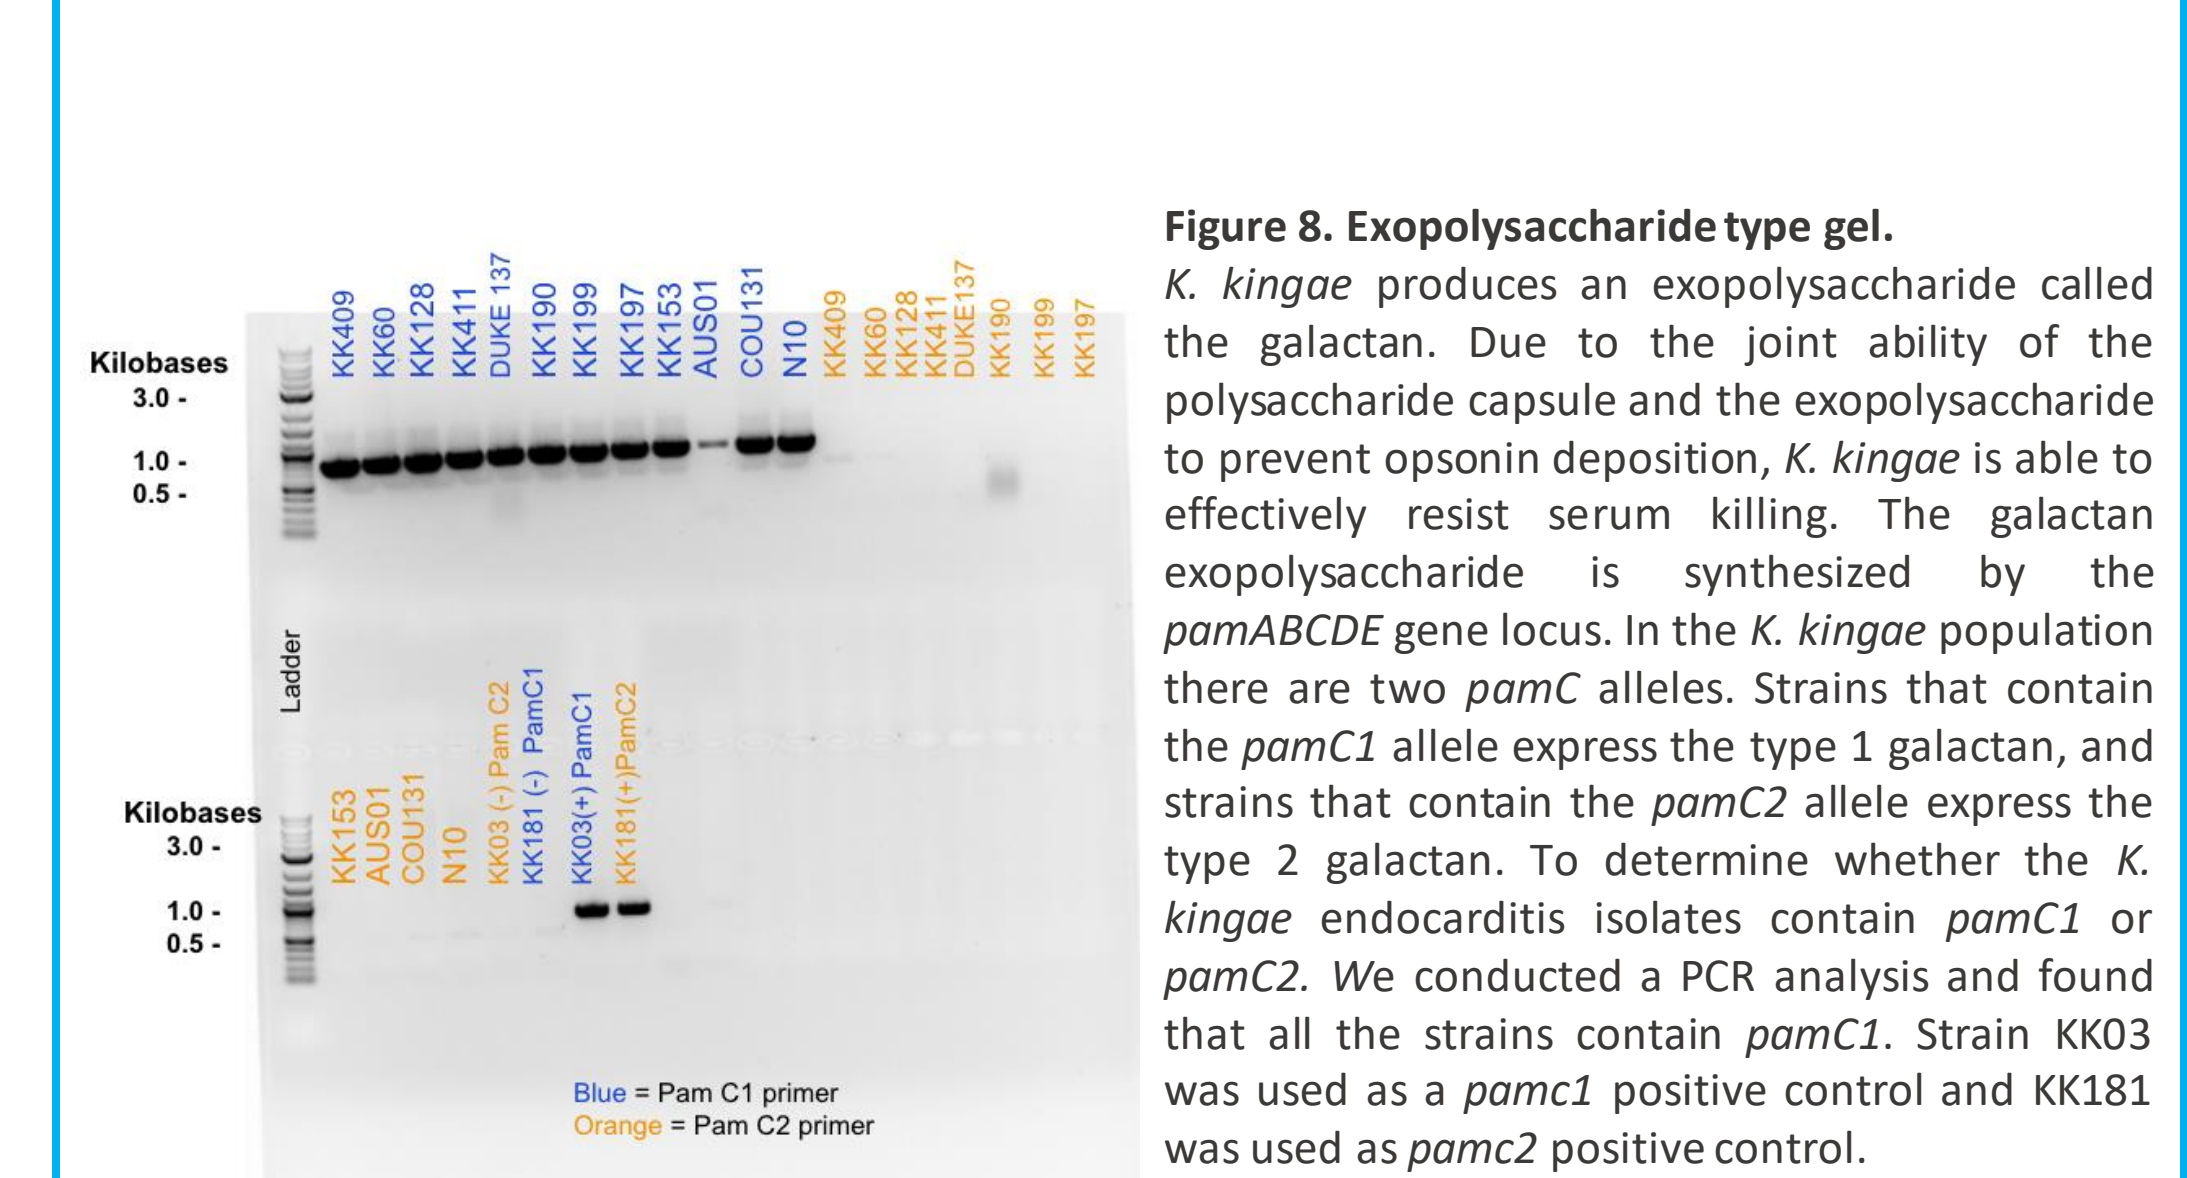 Kilobases
3.0 -
1.0 -
0.5 -
KK409
KK60
KK128
KK411
DUKE 137
KK190
KK199
KK197
KK153
AUS01
COU131
N10
KK409
KK60
KK128
KK411
DUKE137
KK190
KK199
KK197
Ladder
Kilobases
3.0 -
1.0 -
0.5 -
KK153
AUS01
COU131
N10
KK03 (-) Pam C2
KK181 (-) PamC1
KK03(+) PamC1
KK181(+)PamC2
Blue = Pam C1 primer
Orange = Pam C2 primer
Figure 8. Exopolysaccharide type gel.
K. kingae produces an exopolysaccharide called
the galactan. Due to the joint ability of the
polysaccharide capsule and the exopolysaccharide
to prevent opsonin deposition, K. kingae is able to
effectively resist serum killing. The galactan
exopolysaccharide is synthesized by the
pamABCDE gene locus. In the K. kingae population
there are two pamC alleles. Strains that contain
the pamC1 allele express the type 1 galactan, and
strains that contain the pamC2 allele express the
type 2 galactan. To determine whether the K.
kingae endocarditis isolates contain pamC1 or
pamC2. We conducted a PCR analysis and found
that all the strains contain pamC1. Strain KK03
was used as a pamc1 positive control and KK181
was used as pamc2 positive control.